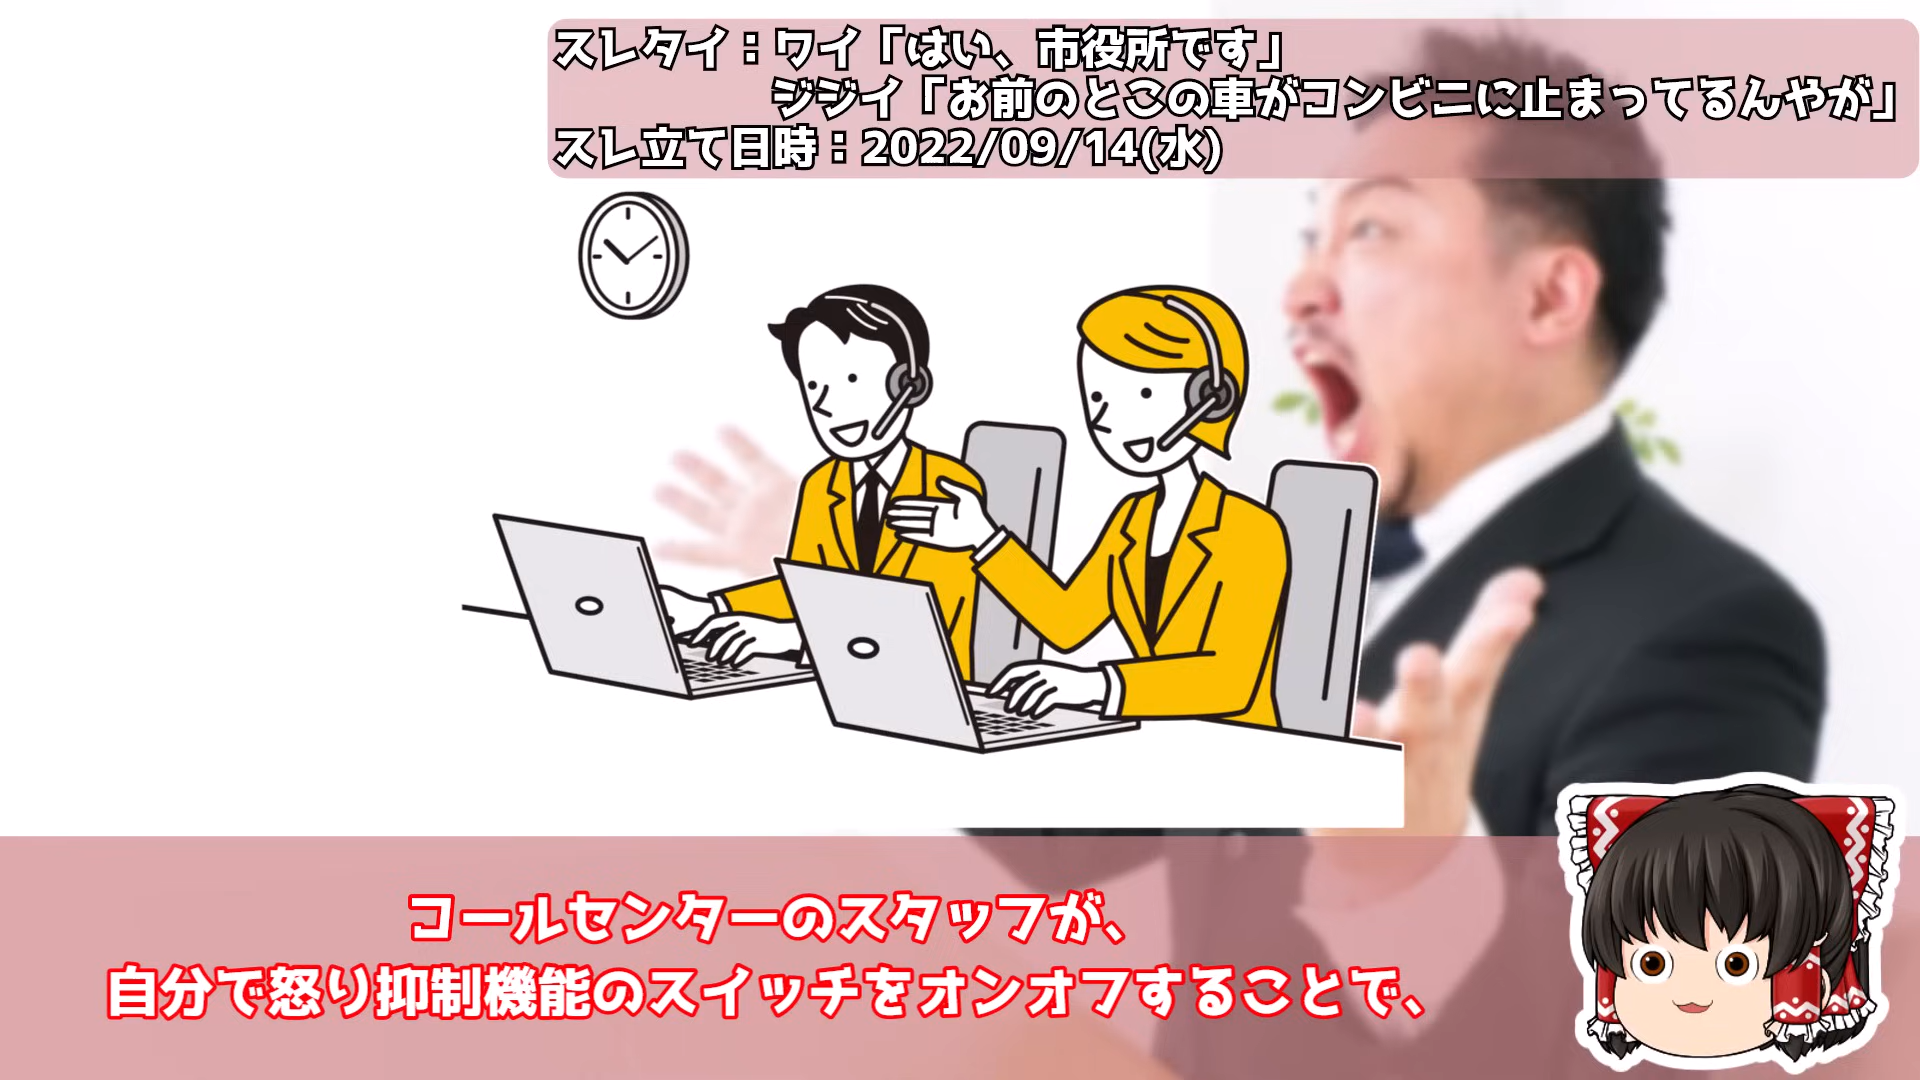 スレタイ：ワイ「はい、市役所です」
ジジイ「お前のとこの車がコンビニに止まってるんやが」
スレ立て日時：2022/09/14(水)
コールセンターのスタッフが、
自分で怒り抑制機能のスイッチをオンオフすることで、